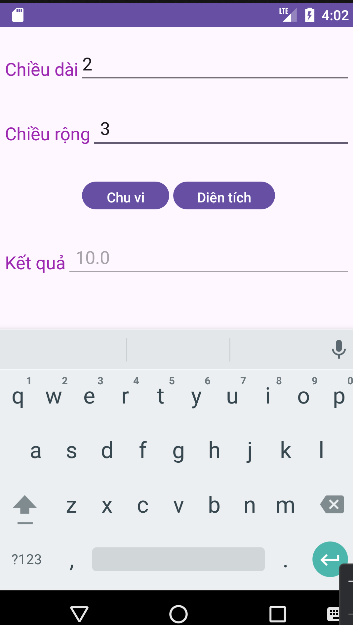 LTE 4:02
Chiều dài 2
Chiều rộng 3
Chu vi Diên tích
Kết quả 10.0
1 2 3 4 5 6 7 8 9 0
q w e r t y u i o p
a s d f g h j k l
z x c v b n m
?123 , .